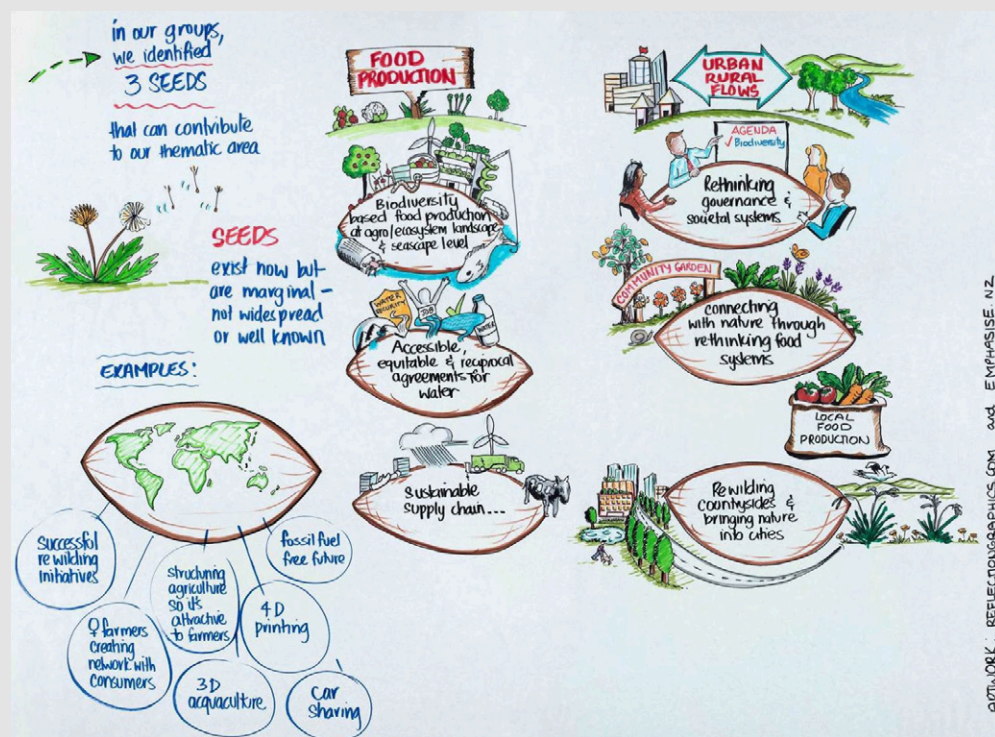 in our groups,
we identified
3 SEEDS
that can contribute
to our thematic area
SEEDS
exist now but
are marginal –
not widespread
or well known
EXAMPLES:
successful
rewilding
initiatives
♀ farmers
creating
network with
consumers
structuring
agriculture
so it's
attractive
to farmers
3D
acquaculture
4D
printing
fossil fuel
free future
car
sharing
FOOD
PRODUCTION
Biodiversity
based food production
at agro/ecosystem landscape
& seascape level
WATER
SECURITY
JOB
WATER
Accessible,
equitable & reciprocal
agreements for
water
Sustainable
supply chain...
URBAN
RURAL
FLOWS
AGENDA
✓ Biodiversity
Rethinking
governance &
societal systems
COMMUNITY GARDEN
connecting
with nature through
rethinking food
systems
LOCAL
FOOD
PRODUCTION
Rewilding
countrysides &
bringing nature
into cities
ARTWORK: REFLECTIONGRAPHICS.COM and EMPHASISE.NZ